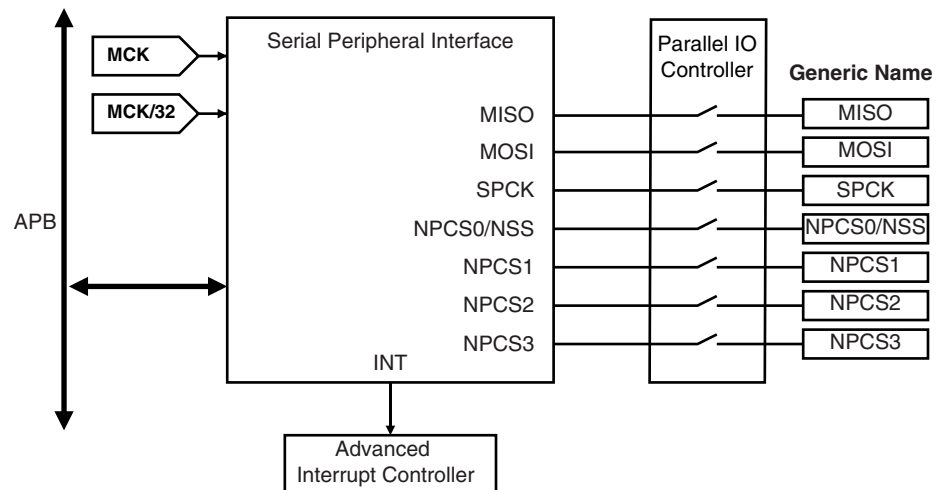 Serial Peripheral Interface
Parallel IO
Controller
Generic Name
MCK
MCK/32
APB
MISO
MOSI
SPCK
NPCS0/NSS
NPCS1
NPCS2
NPCS3
INT
MISO
MOSI
SPCK
NPCS0/NSS
NPCS1
NPCS2
NPCS3
Advanced
Interrupt Controller